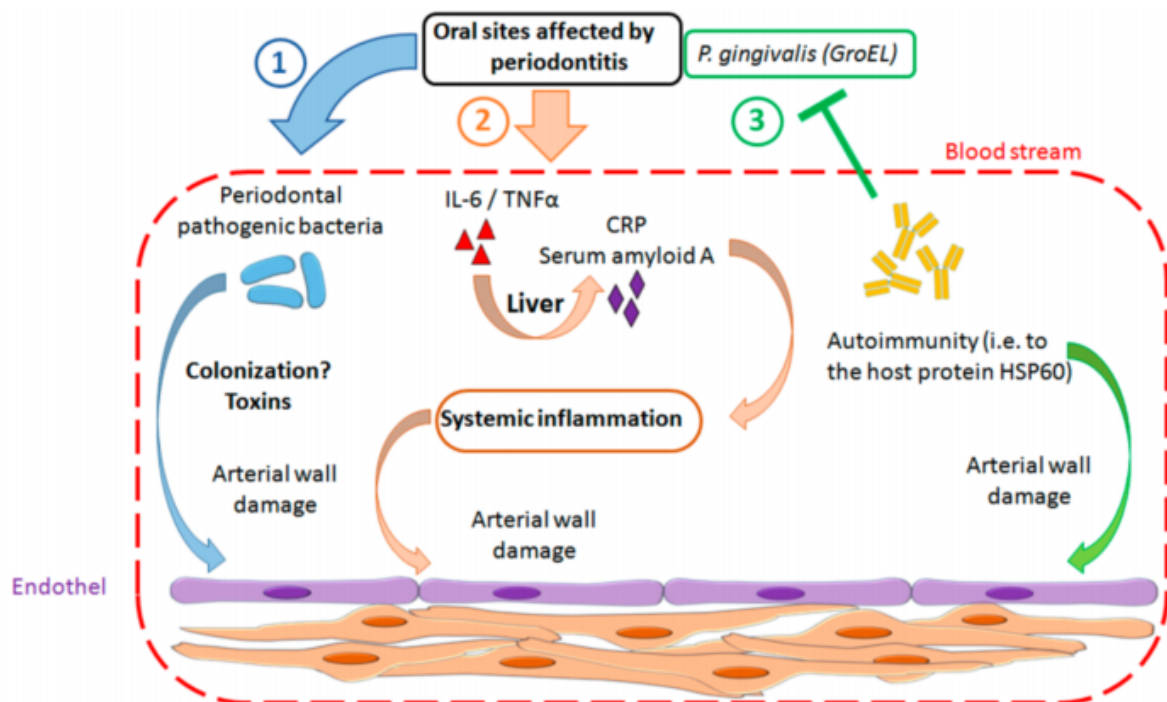 Oral sites affected by
periodontitis
P. gingivalis (GroEL)
1
2
3
Blood stream
Periodontal
pathogenic bacteria
IL-6 / TNFα
CRP
Serum amyloid A
Liver
Colonization?
Toxins
Autoimmunity (i.e. to
the host protein HSP60)
Systemic inflammation
Arterial wall
damage
Arterial wall
damage
Arterial wall
damage
Endothel